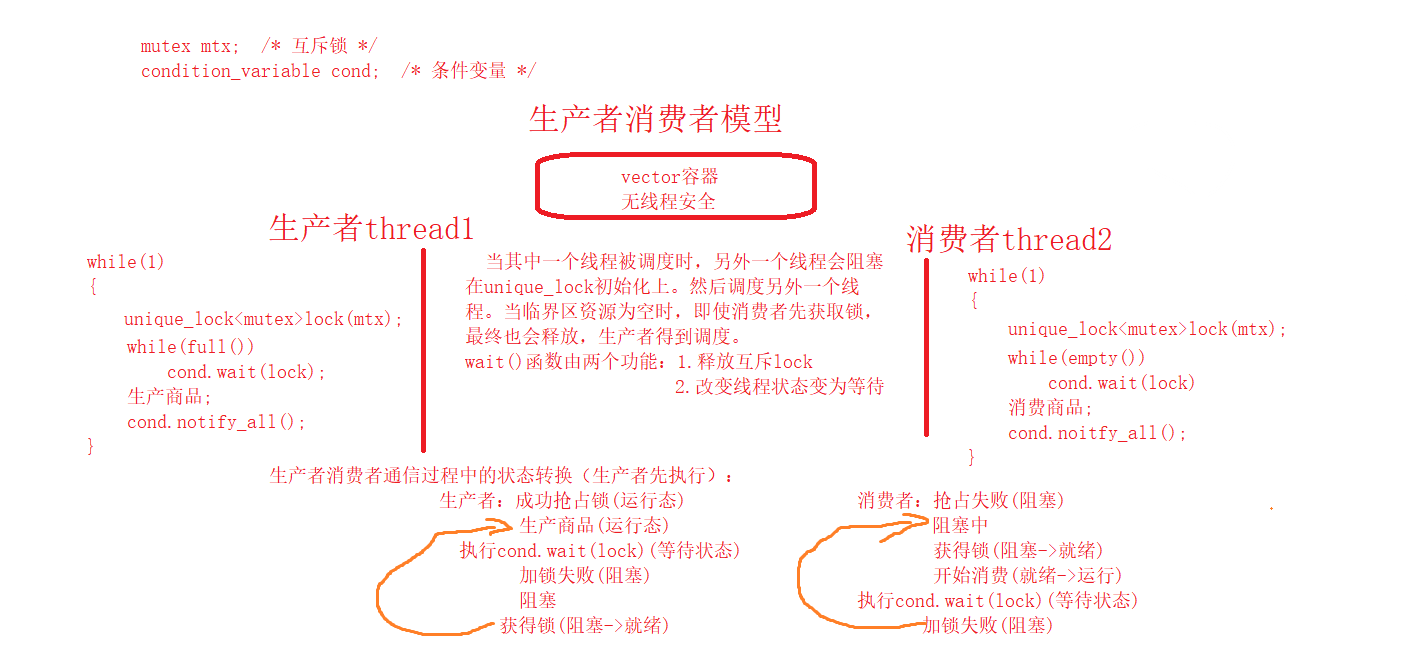 mutex mtx;  /* 互斥锁 */
condition_variable cond;  /* 条件变量 */
生产者消费者模型
vector容器
无线程安全
生产者thread1
while(1)
{
unique_lock<mutex>lock(mtx);
while(full())
cond.wait(lock);
生产商品;
cond.notify_all();
}
当其中一个线程被调度时，另外一个线程会阻塞
在unique_lock初始化上。然后调度另外一个线
程。当临界区资源为空时，即使消费者先获取锁，
最终也会释放，生产者得到调度。
wait()函数由两个功能：1.释放互斥lock
2.改变线程状态变为等待
消费者thread2
while(1)
{
unique_lock<mutex>lock(mtx);
while(empty())
cond.wait(lock)
消费商品;
cond.noitfy_all();
}
生产者消费者通信过程中的状态转换（生产者先执行）：
生产者：成功抢占锁(运行态)
生产商品(运行态)
执行cond.wait(lock)(等待状态)
加锁失败(阻塞)
阻塞
获得锁(阻塞->就绪)
消费者：抢占失败(阻塞)
阻塞中
获得锁(阻塞->就绪)
开始消费(就绪->运行)
执行cond.wait(lock)(等待状态)
加锁失败(阻塞)